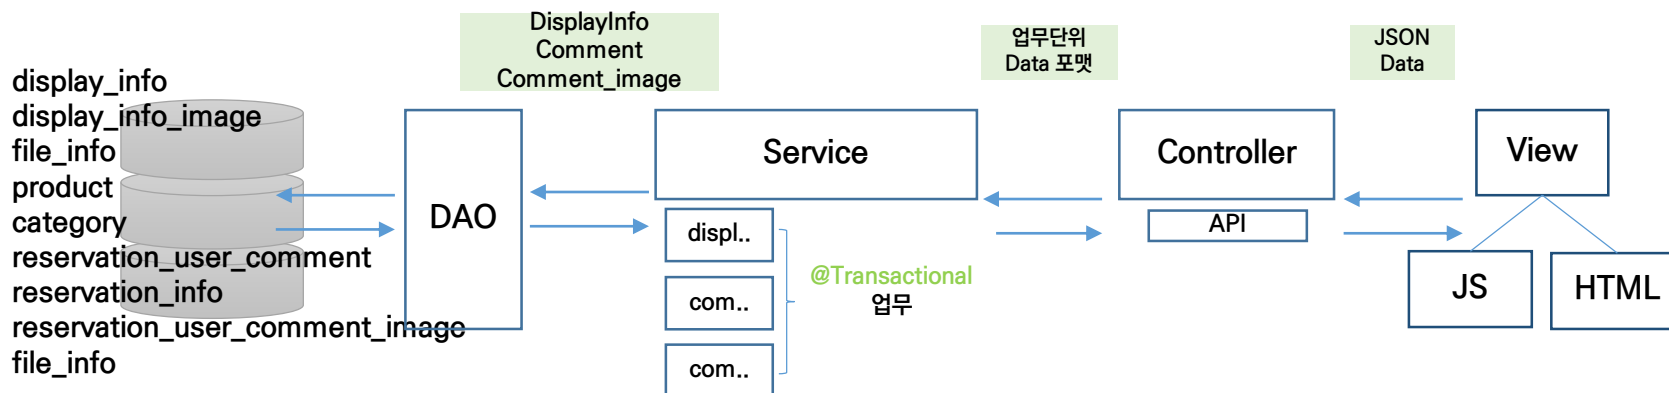 display_info
display_info_image
file_info
product
category
reservation_user_comment
reservation_info
reservation_user_comment_image
file_info
DAO
DisplayInfo
Comment
Comment_image
Service
displ..
com..
com..
@Transactional
업무
업무단위
Data 포맷
Controller
API
JSON
Data
View
JS
HTML